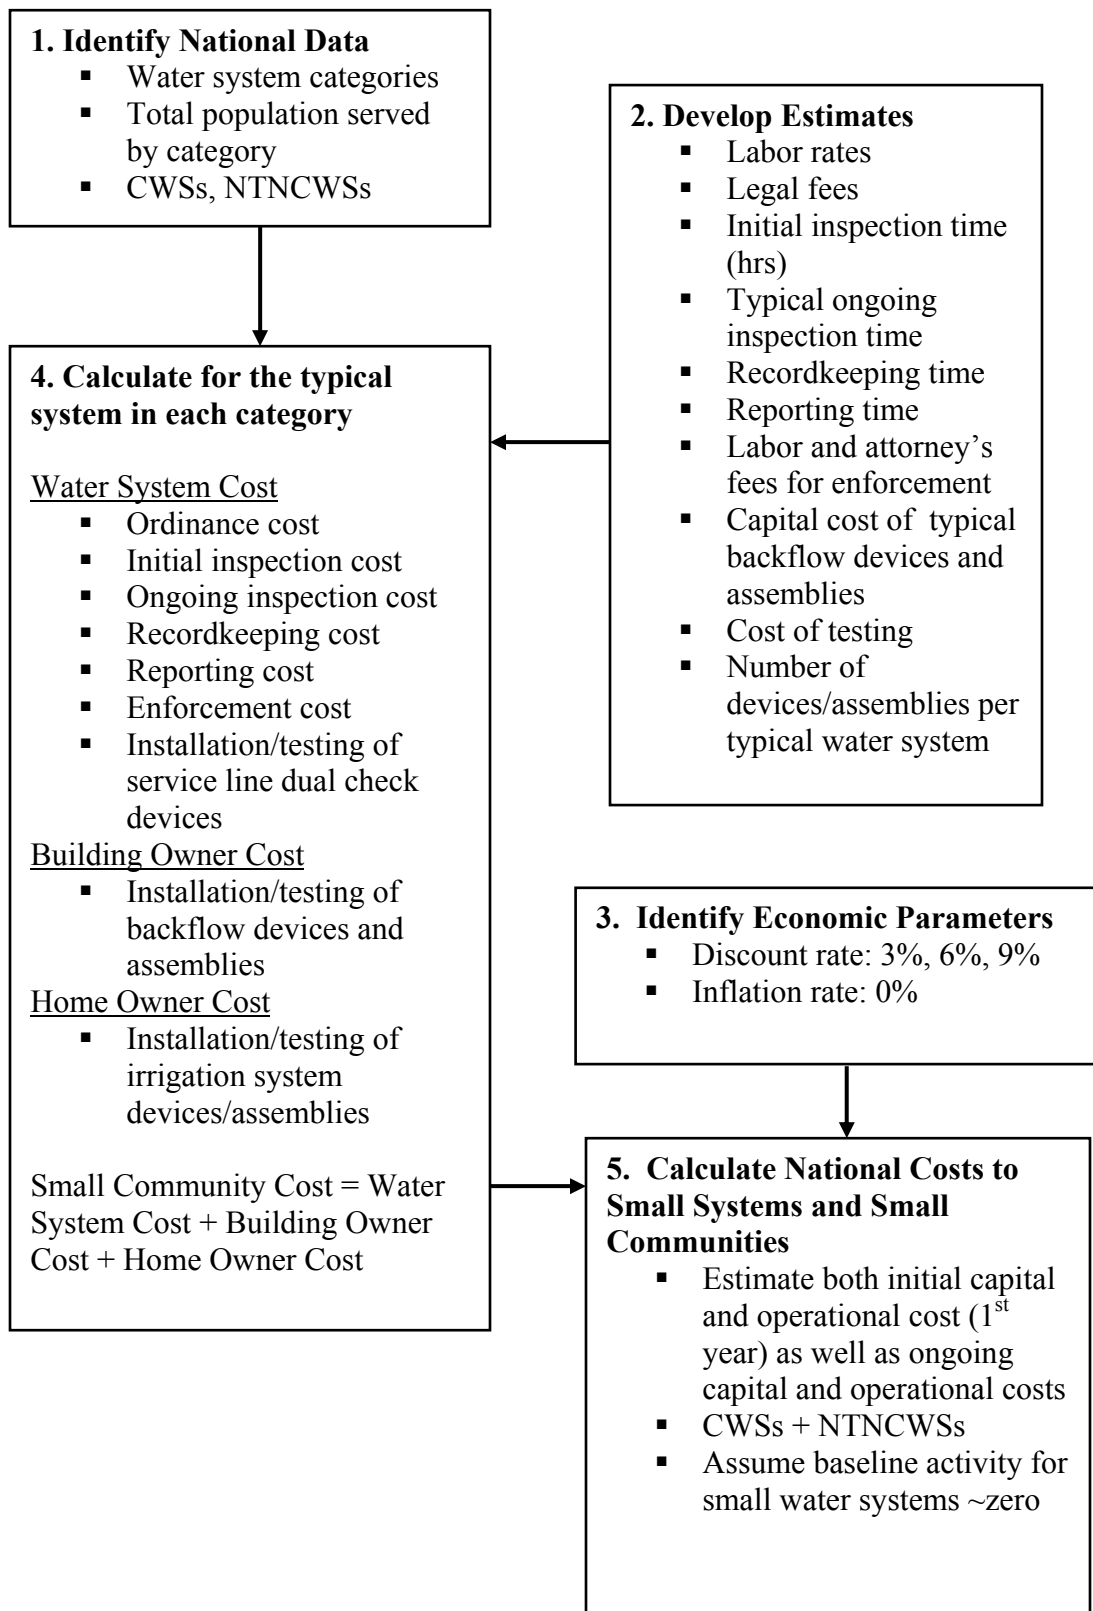 1. Identify National Data
▪ Water system categories
▪ Total population served
by category
▪ CWSs, NTNCWSs
2. Develop Estimates
▪ Labor rates
▪ Legal fees
▪ Initial inspection time
(hrs)
▪ Typical ongoing
inspection time
▪ Recordkeeping time
▪ Reporting time
▪ Labor and attorney’s
fees for enforcement
▪ Capital cost of typical
backflow devices and
assemblies
▪ Cost of testing
▪ Number of
devices/assemblies per
typical water system
4. Calculate for the typical
system in each category
Water System Cost
▪ Ordinance cost
▪ Initial inspection cost
▪ Ongoing inspection cost
▪ Recordkeeping cost
▪ Reporting cost
▪ Enforcement cost
▪ Installation/testing of
service line dual check
devices
Building Owner Cost
▪ Installation/testing of
backflow devices and
assemblies
Home Owner Cost
▪ Installation/testing of
irrigation system
devices/assemblies
Small Community Cost = Water
System Cost + Building Owner
Cost + Home Owner Cost
3. Identify Economic Parameters
▪ Discount rate: 3%, 6%, 9%
▪ Inflation rate: 0%
5. Calculate National Costs to
Small Systems and Small
Communities
▪ Estimate both initial capital
and operational cost (1st
year) as well as ongoing
capital and operational costs
▪ CWSs + NTNCWSs
▪ Assume baseline activity for
small water systems ~zero